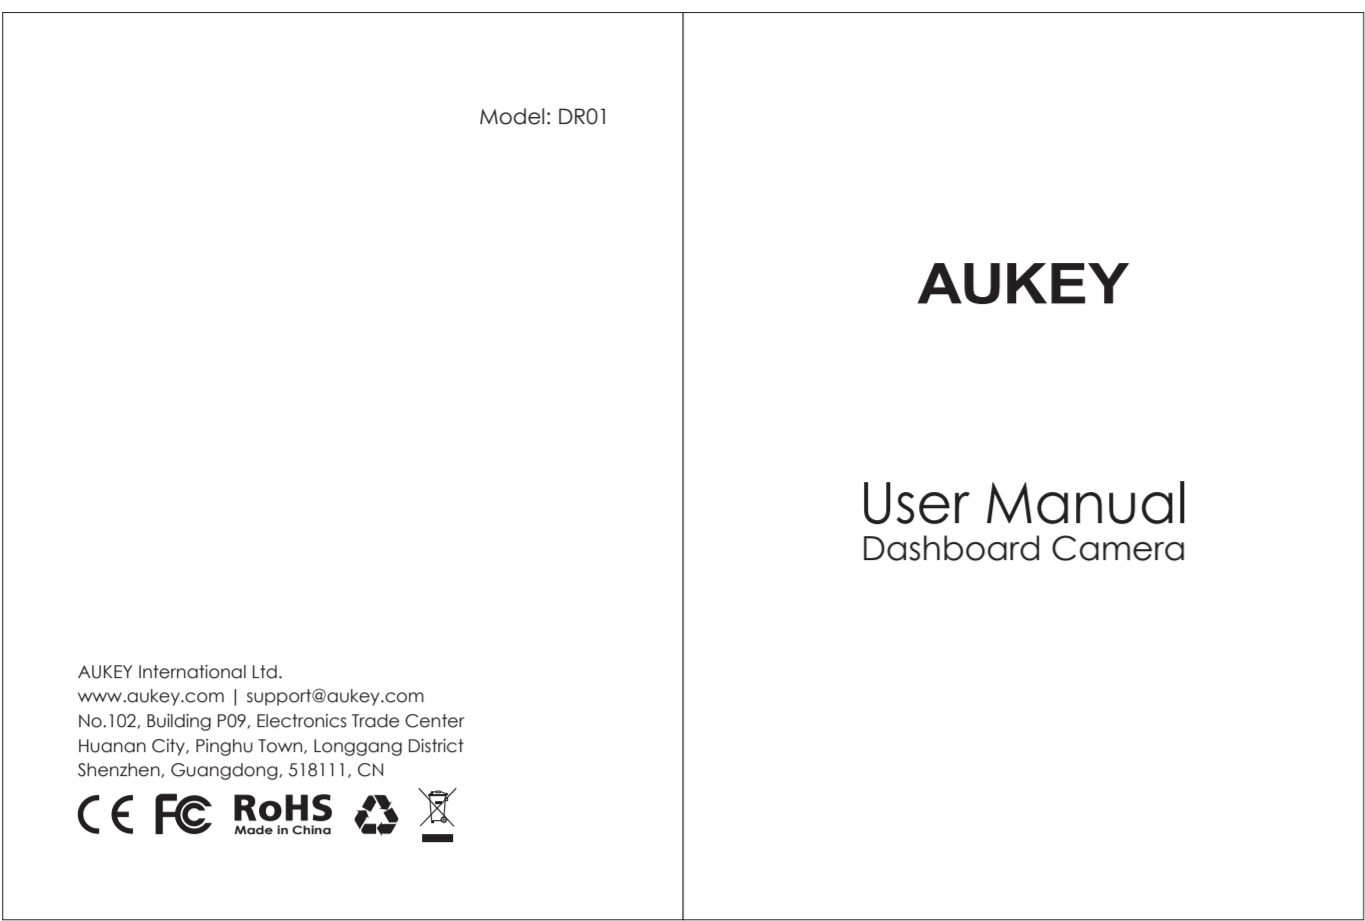 Model: DR01
AUKEY International Ltd.
www.aukey.com | support@aukey.com
No.102, Building P09, Electronics Trade Center
Huanan City, Pinghu Town, Longgang District
Shenzhen, Guangdong, 518111, CN
CE FC RoHS
Made in China
AUKEY
User Manual
Dashboard Camera